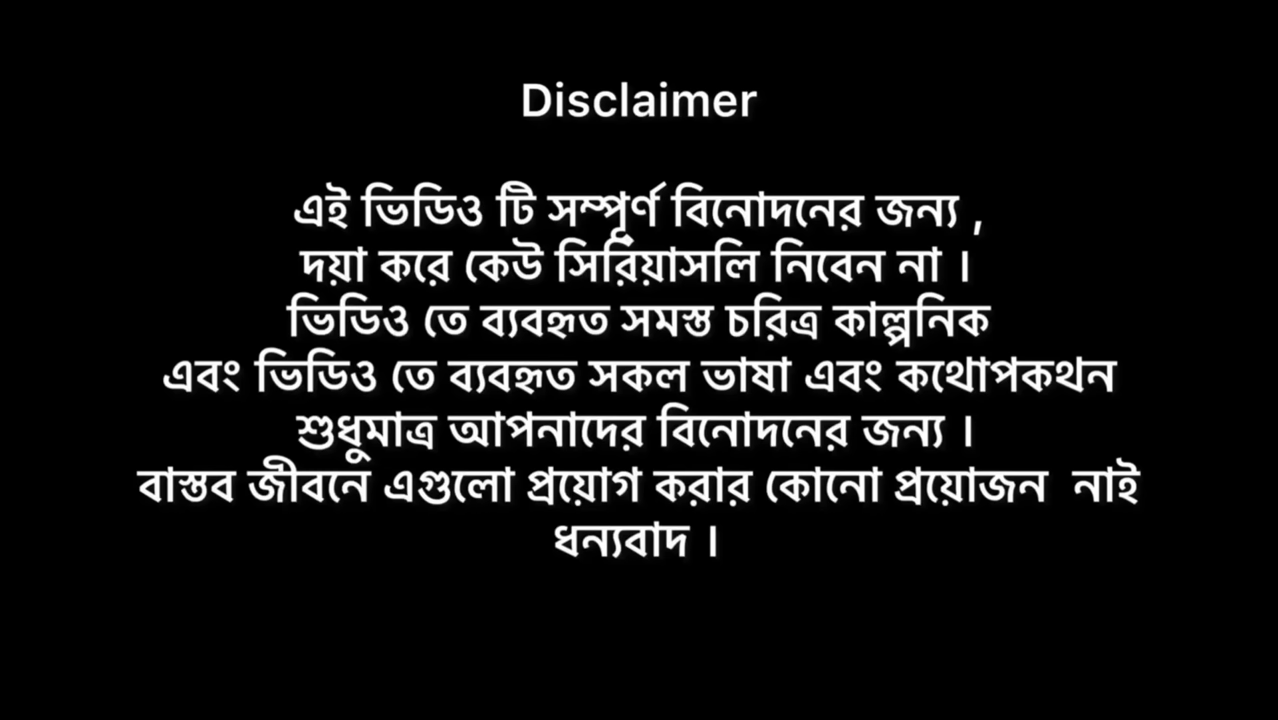 Disclaimer
এই ভিডিও টি সম্পূর্ণ বিনোদনের জন্য ,
দয়া করে কেউ সিরিয়াসলি নিবেন না ।
ভিডিও তে ব্যবহৃত সমস্ত চরিত্র কাল্পনিক
এবং ভিডিও তে ব্যবহৃত সকল ভাষা এবং কথোপকথন
শুধুমাত্র আপনাদের বিনোদনের জন্য ।
বাস্তব জীবনে এগুলো প্রয়োগ করার কোনো প্রয়োজন নাই
ধন্যবাদ ।